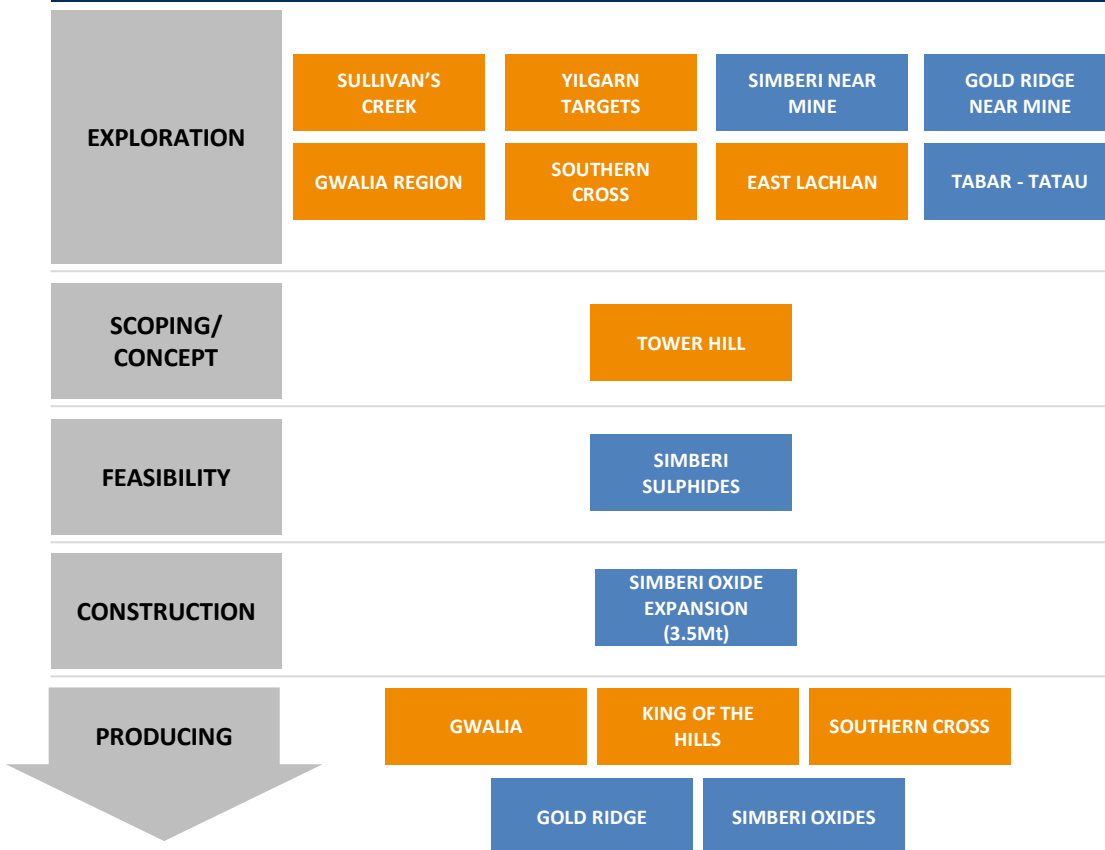 EXPLORATION
SULLIVAN'S
CREEK
YILGARN
TARGETS
SIMBERI NEAR
MINE
GOLD RIDGE
NEAR MINE
GWALIA REGION
SOUTHERN
CROSS
EAST LACHLAN
TABAR - TATAU
SCOPING/
CONCEPT
TOWER HILL
FEASIBILITY
SIMBERI
SULPHIDES
CONSTRUCTION
SIMBERI OXIDE
EXPANSION
(3.5Mt)
PRODUCING
GWALIA
KING OF THE
HILLS
SOUTHERN CROSS
GOLD RIDGE
SIMBERI OXIDES